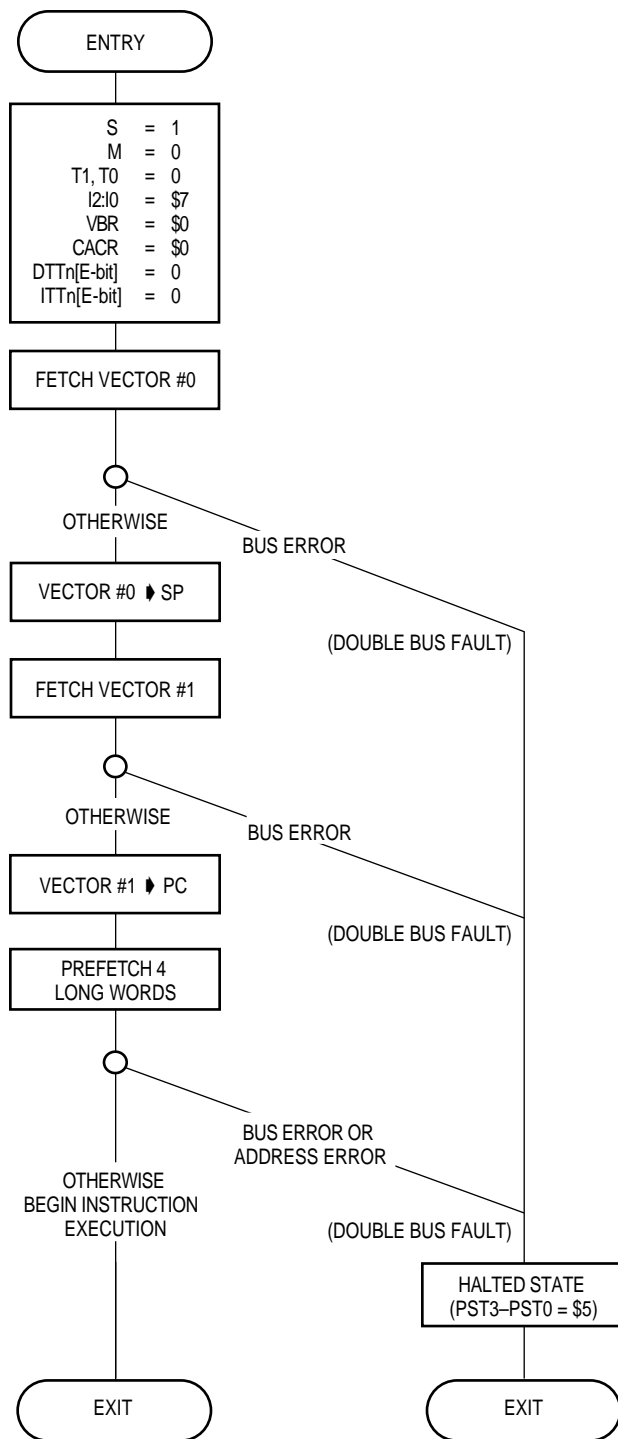 ENTRY
S = 1
M = 0
T1, T0 = 0
I2:I0 = $7
VBR = $0
CACR = $0
DTTn[E-bit] = 0
ITTn[E-bit] = 0
FETCH VECTOR #0
OTHERWISE
BUS ERROR
VECTOR #0 ➧ SP
(DOUBLE BUS FAULT)
FETCH VECTOR #1
OTHERWISE
BUS ERROR
VECTOR #1 ➧ PC
(DOUBLE BUS FAULT)
PREFETCH 4
LONG WORDS
BUS ERROR OR
ADDRESS ERROR
OTHERWISE
BEGIN INSTRUCTION
EXECUTION
(DOUBLE BUS FAULT)
HALTED STATE
(PST3–PST0 = $5)
EXIT
EXIT